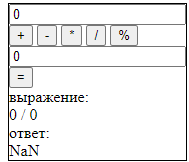 0
+ - * / %
0
=
выражение:
0 / 0
ответ:
NaN